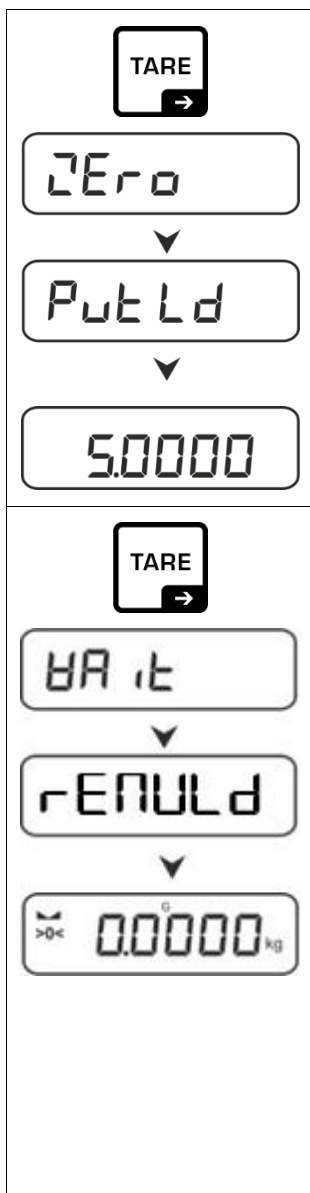 TARE
→
ZEro
PutLd
5.0000
TARE
→
WAit
rEMULd
>0< G 0.0000 kg